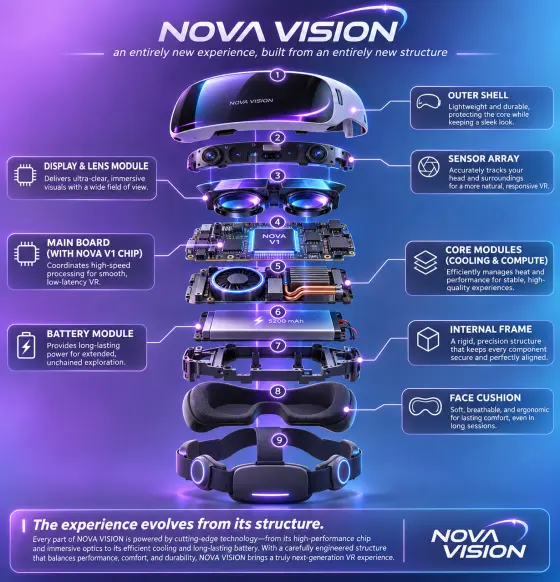 NOVA VISION
an entirely new experience, built from an entirely new structure
1
NOVA VISION
OUTER SHELL
Lightweight and durable,
protecting the core while
keeping a sleek look.
2
SENSOR ARRAY
Accurately tracks your
head and surroundings
for a more natural, responsive VR.
3
DISPLAY & LENS MODULE
Delivers ultra-clear, immersive
visuals with a wide field of view.
4
NOVA
V1
MAIN BOARD
(WITH NOVA V1 CHIP)
Coordinates high-speed
processing for smooth,
low-latency VR.
5
CORE MODULES
(COOLING & COMPUTE)
Efficiently manages heat and
performance for stable, high-
quality experiences.
6
5200 mAh
BATTERY MODULE
Provides long-lasting
power for extended,
unchained exploration.
7
INTERNAL FRAME
A rigid, precision structure
that keeps every component
secure and perfectly aligned.
8
FACE CUSHION
Soft, breathable, and ergonomic
for lasting comfort, even in
long sessions.
9
The experience evolves from its structure.
Every part of NOVA VISION is powered by cutting-edge technology—from its high-performance chip
and immersive optics to its efficient cooling and long-lasting battery. With a carefully engineered structure
that balances performance, comfort, and durability, NOVA VISION brings a truly next-generation VR experience.
NOVA
VISION